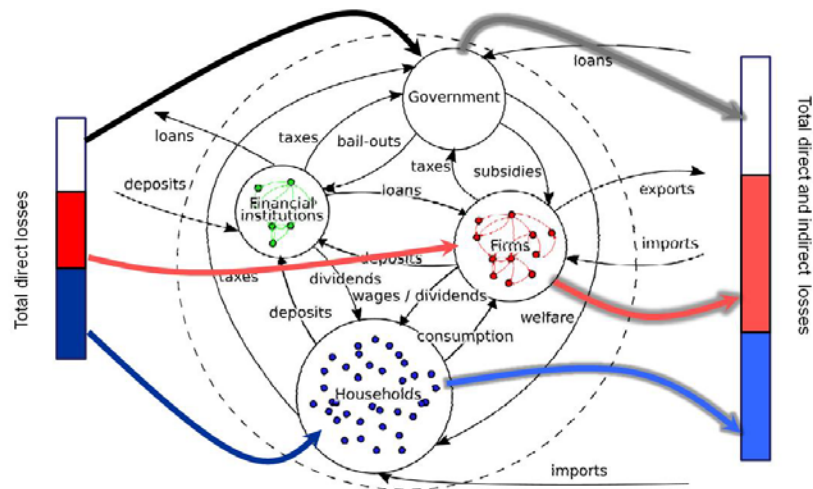 Total direct losses
Total direct and indirect losses
loans
Government
loans
taxes
bail-outs
taxes
subsidies
deposits
Financial
institutions
loans
exports
Firms
imports
deposits
taxes
dividends
wages / dividends
deposits
consumption
welfare
Households
imports